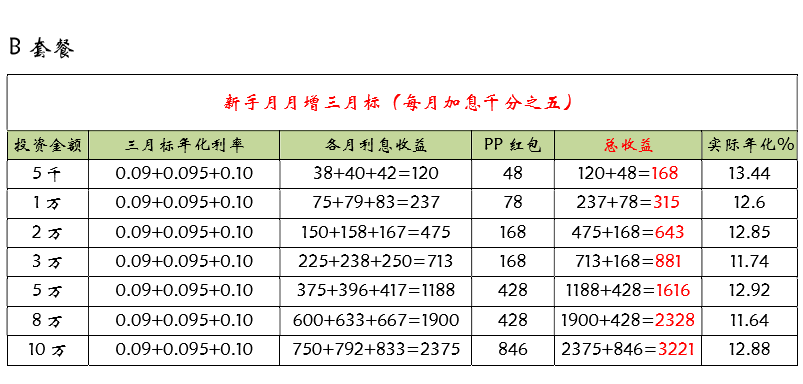 B 套餐
新手月月增三月标（每月加息千分之五）
投资金额 三月标年化利率 各月利息收益 PP 红包 总收益 实际年化%
5 千 0.09+0.095+0.10 38+40+42=120 48 120+48=168 13.44
1 万 0.09+0.095+0.10 75+79+83=237 78 237+78=315 12.6
2 万 0.09+0.095+0.10 150+158+167=475 168 475+168=643 12.85
3 万 0.09+0.095+0.10 225+238+250=713 168 713+168=881 11.74
5 万 0.09+0.095+0.10 375+396+417=1188 428 1188+428=1616 12.92
8 万 0.09+0.095+0.10 600+633+667=1900 428 1900+428=2328 11.64
10 万 0.09+0.095+0.10 750+792+833=2375 846 2375+846=3221 12.88